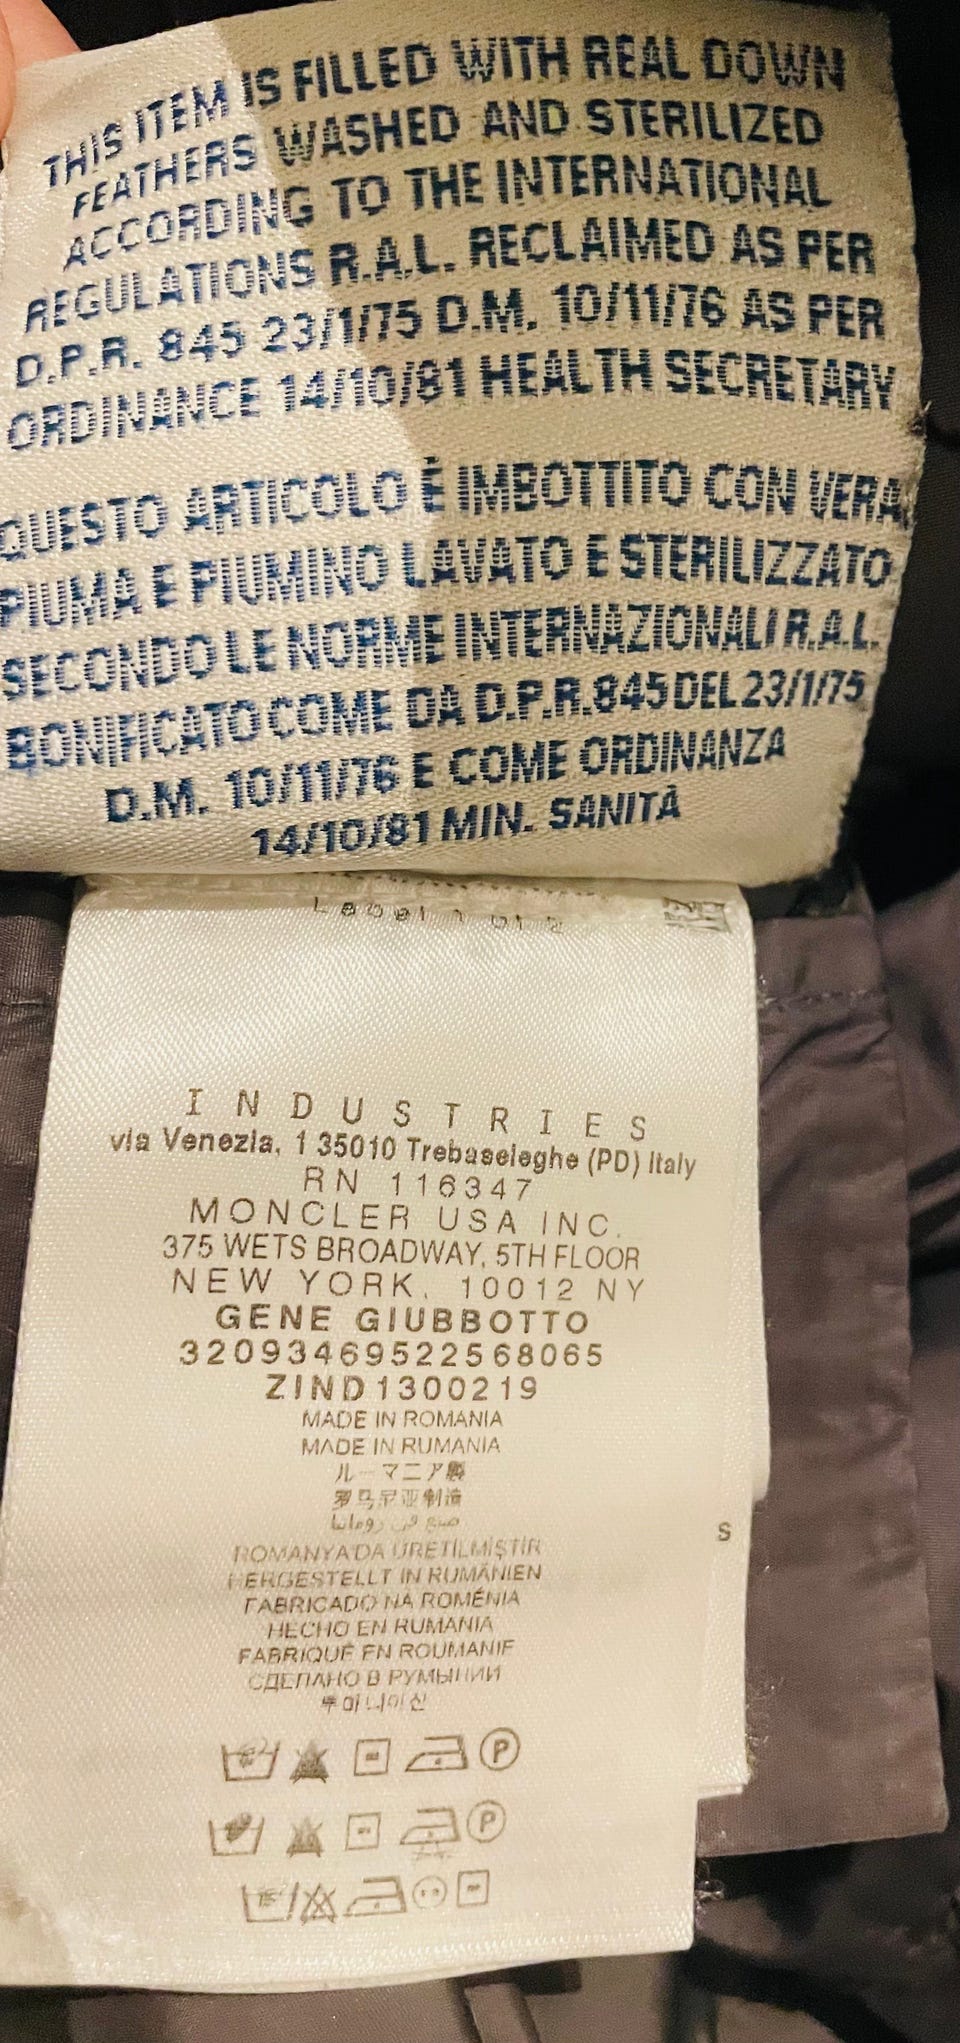 THIS ITEM IS FILLED WITH REAL DOWN
FEATHERS WASHED AND STERILIZED
ACCORDING TO THE INTERNATIONAL
REGULATIONS R.A.L. RECLAIMED AS PER
D.P.R. 845 23/1/75 D.M. 10/11/76 AS PER
ORDINANCE 14/10/81 HEALTH SECRETARY
QUESTO ARTICOLO È IMBOTTITO CON VERA
PIUMA E PIUMINO LAVATO E STERILIZZATO
SECONDO LE NORME INTERNAZIONALI R.A.L.
BONIFICATO COME DA D.P.R.845 DEL 23/1/75
D.M. 10/11/76 E COME ORDINANZA
14/10/81 MIN. SANITÀ
Label 1 of 2
INDUSTRIES
via Venezia, 1 35010 Trebaseleghe (PD) Italy
RN 116347
MONCLER USA INC.
375 WETS BROADWAY, 5TH FLOOR
NEW YORK, 10012 NY
GENE GIUBBOTTO
32093469522568065
ZIND1300219
MADE IN ROMANIA
MADE IN RUMANIA
ルーマニア製
罗马尼亚制造
صنع في رومانيا
S
ROMANYA'DA ÜRETİLMİŞTİR
HERGESTELLT IN RUMÄNIEN
FABRICADO NA ROMÉNIA
HECHO EN RUMANIA
FABRIQUÉ EN ROUMANIE
СДЕЛАНО В РУМЫНИИ
P
P